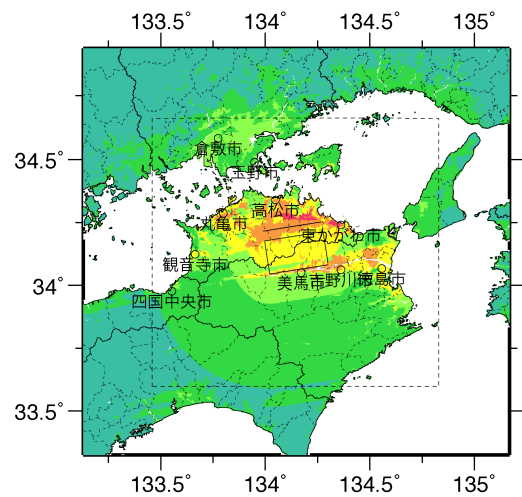 133.5° 134° 134.5° 135°
34.5°
倉敷市
玉野市
高松市
丸亀市
東かがわ市
観音寺市
34°
美馬市
吉野川市
徳島市
四国中央市
33.5°
133.5° 134° 134.5° 135°